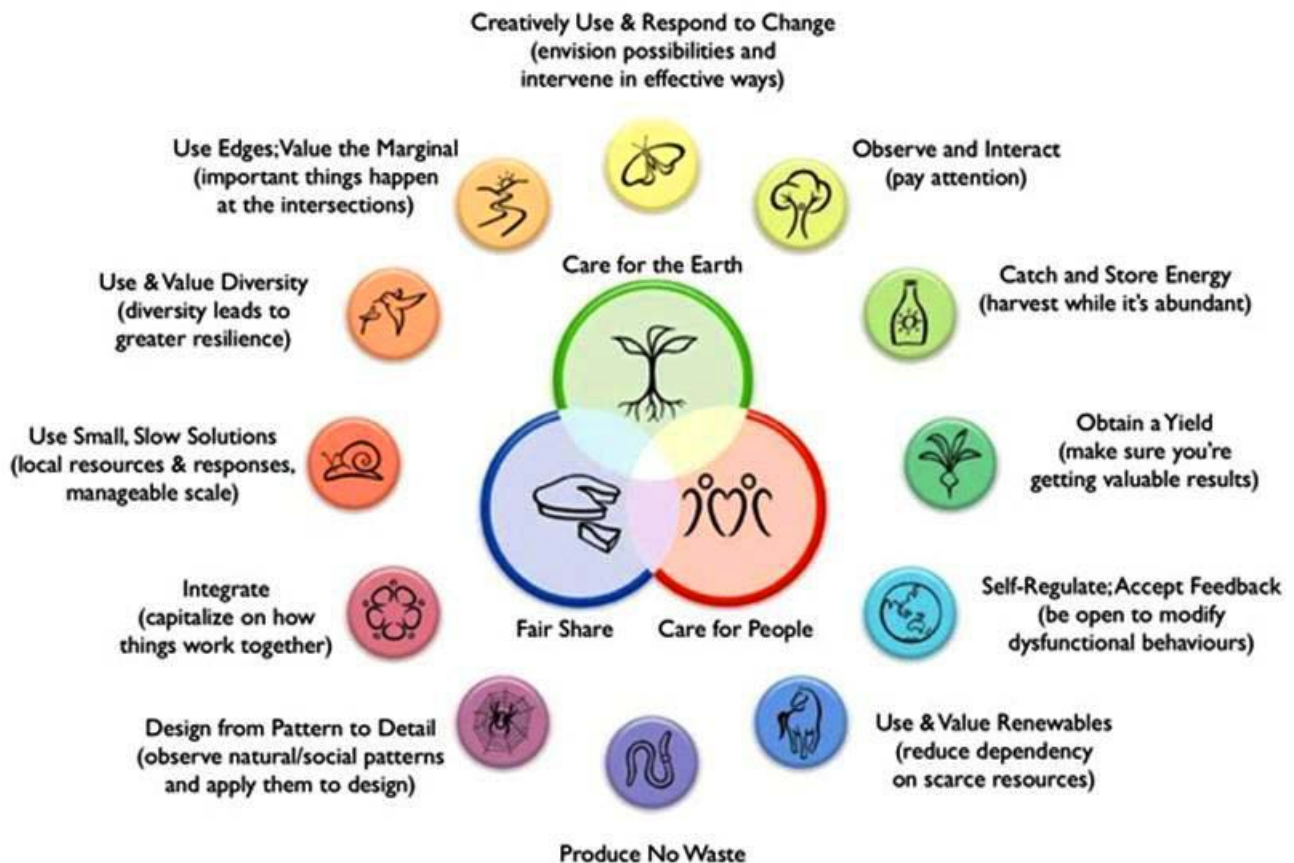 Creatively Use & Respond to Change
(envision possibilities and
intervene in effective ways)
Observe and Interact
(pay attention)
Catch and Store Energy
(harvest while it's abundant)
Obtain a Yield
(make sure you're
getting valuable results)
Self-Regulate; Accept Feedback
(be open to modify
dysfunctional behaviours)
Use & Value Renewables
(reduce dependency
on scarce resources)
Produce No Waste
Design from Pattern to Detail
(observe natural/social patterns
and apply them to design)
Integrate
(capitalize on how
things work together)
Use Small, Slow Solutions
(local resources & responses,
manageable scale)
Use & Value Diversity
(diversity leads to
greater resilience)
Use Edges; Value the Marginal
(important things happen
at the intersections)
Care for the Earth
Fair Share
Care for People